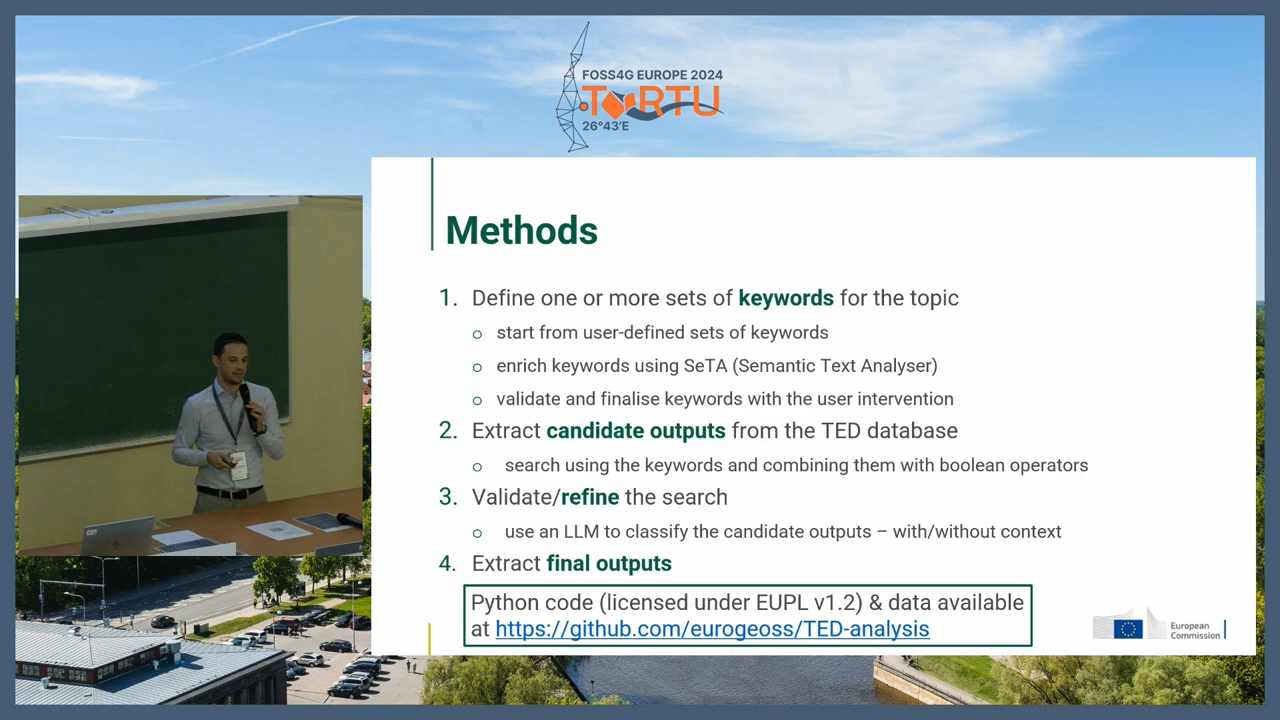 FOSS4G EUROPE 2024
TARTU
26°43'E
Methods
1. Define one or more sets of keywords for the topic
o start from user-defined sets of keywords
o enrich keywords using SeTA (Semantic Text Analyser)
o validate and finalise keywords with the user intervention
2. Extract candidate outputs from the TED database
o search using the keywords and combining them with boolean operators
3. Validate/refine the search
o use an LLM to classify the candidate outputs – with/without context
4. Extract final outputs
Python code (licensed under EUPL v1.2) & data available
at https://github.com/eurogeoss/TED-analysis
European
Commission